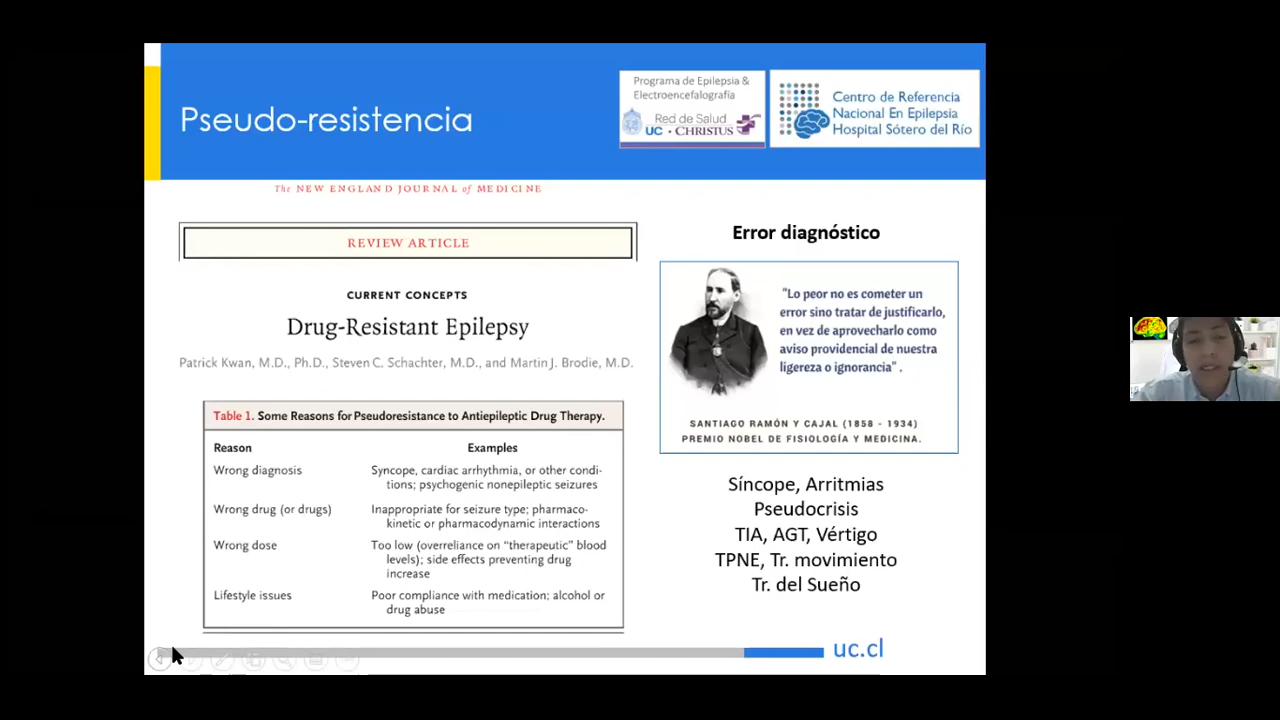 Pseudo-resistencia
Programa de Epilepsia &
Electroencefalografía
Red de Salud
UC · CHRISTUS
Centro de Referencia
Nacional En Epilepsia
Hospital Sótero del Río
The NEW ENGLAND JOURNAL of MEDICINE
REVIEW ARTICLE
CURRENT CONCEPTS
Drug-Resistant Epilepsy
Patrick Kwan, M.D., Ph.D., Steven C. Schachter, M.D., and Martin J. Brodie, M.D.
Table 1. Some Reasons for Pseudoresistance to Antiepileptic Drug Therapy.
Reason Examples
Wrong diagnosis Syncope, cardiac arrhythmia, or other condi-
tions; psychogenic nonepileptic seizures
Wrong drug (or drugs) Inappropriate for seizure type; pharmaco-
kinetic or pharmacodynamic interactions
Wrong dose Too low (overreliance on “therapeutic” blood
levels); side effects preventing drug
increase
Lifestyle issues Poor compliance with medication; alcohol or
drug abuse
Error diagnóstico
"Lo peor no es cometer un
error sino tratar de justificarlo,
en vez de aprovecharlo como
aviso providencial de nuestra
ligereza o ignorancia" .
SANTIAGO RAMÓN Y CAJAL (1858 - 1934)
PREMIO NOBEL DE FISIOLOGÍA Y MEDICINA.
Síncope, Arritmias
Pseudocrisis
TIA, AGT, Vértigo
TPNE, Tr. movimiento
Tr. del Sueño
uc.cl